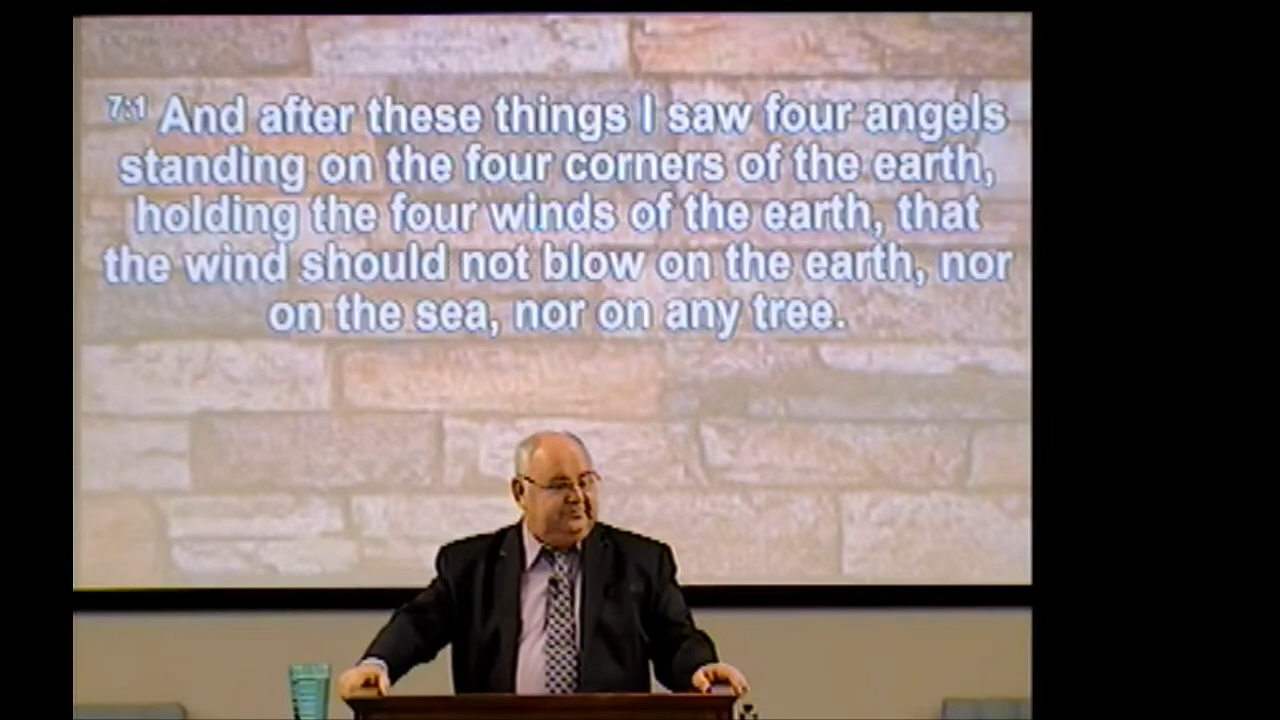 7:1 And after these things I saw four angels
standing on the four corners of the earth,
holding the four winds of the earth, that
the wind should not blow on the earth, nor
on the sea, nor on any tree.